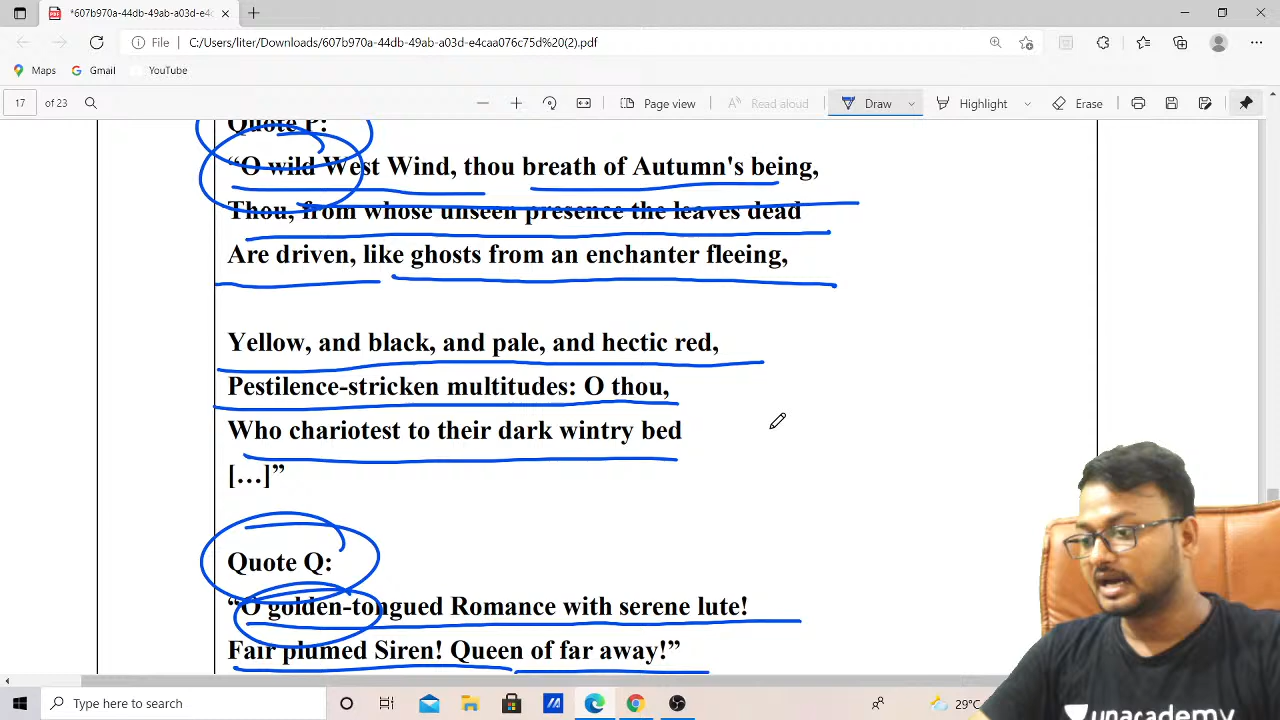 *607b970a-44db-49ab-a03d-e4c
File
C:/Users/liter/Downloads/607b970a-44db-49ab-a03d-e4caa076c75d%20(2).pdf
Maps
Gmail
YouTube
17
of 23
Page view
Read aloud
Draw
Highlight
Erase
Quote P:
“O wild West Wind, thou breath of Autumn's being,
Thou, from whose unseen presence the leaves dead
Are driven, like ghosts from an enchanter fleeing,
Yellow, and black, and pale, and hectic red,
Pestilence-stricken multitudes: O thou,
Who chariotest to their dark wintry bed
[…]”
Quote Q:
“O golden-tongued Romance with serene lute!
Fair plumed Siren! Queen of far away!”
Type here to search
29°C
unacademy